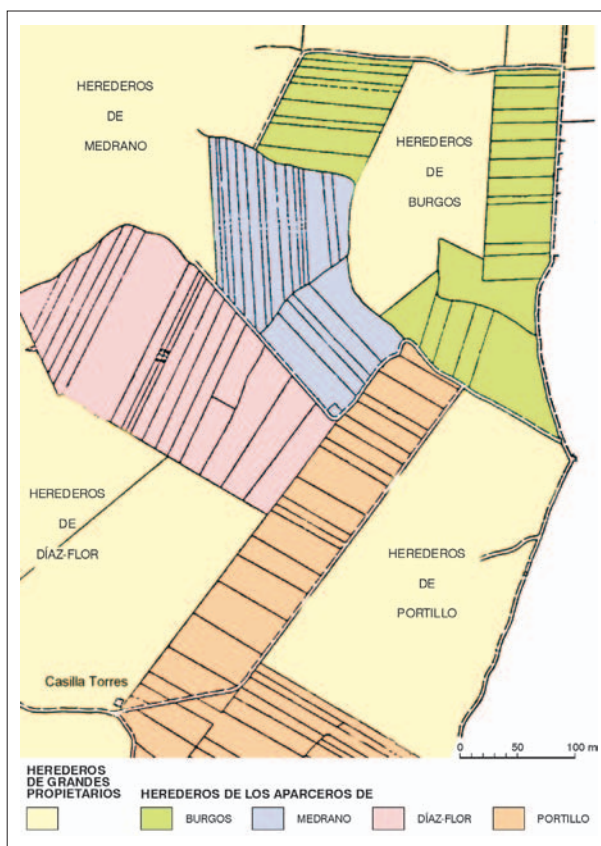 HEREDEROS
DE
MEDRANO
HEREDEROS
DE
BURGOS
HEREDEROS
DE
DÍAZ-FLOR
HEREDEROS
DE
PORTILLO
Casilla Torres
0 50 100 m
HEREDEROS
DE GRANDES
PROPIETARIOS
HEREDEROS DE LOS APARCEROS DE
BURGOS MEDRANO DÍAZ-FLOR PORTILLO